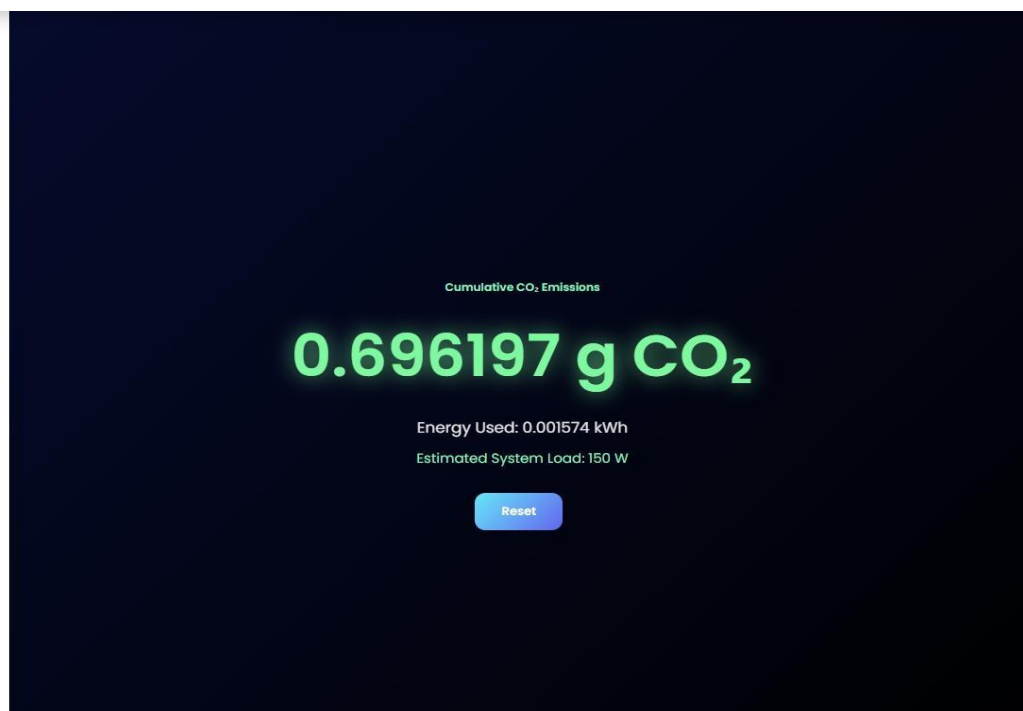 Cumulative CO₂ Emissions
0.696197 g CO₂
Energy Used: 0.001574 kWh
Estimated System Load: 150 W
Reset